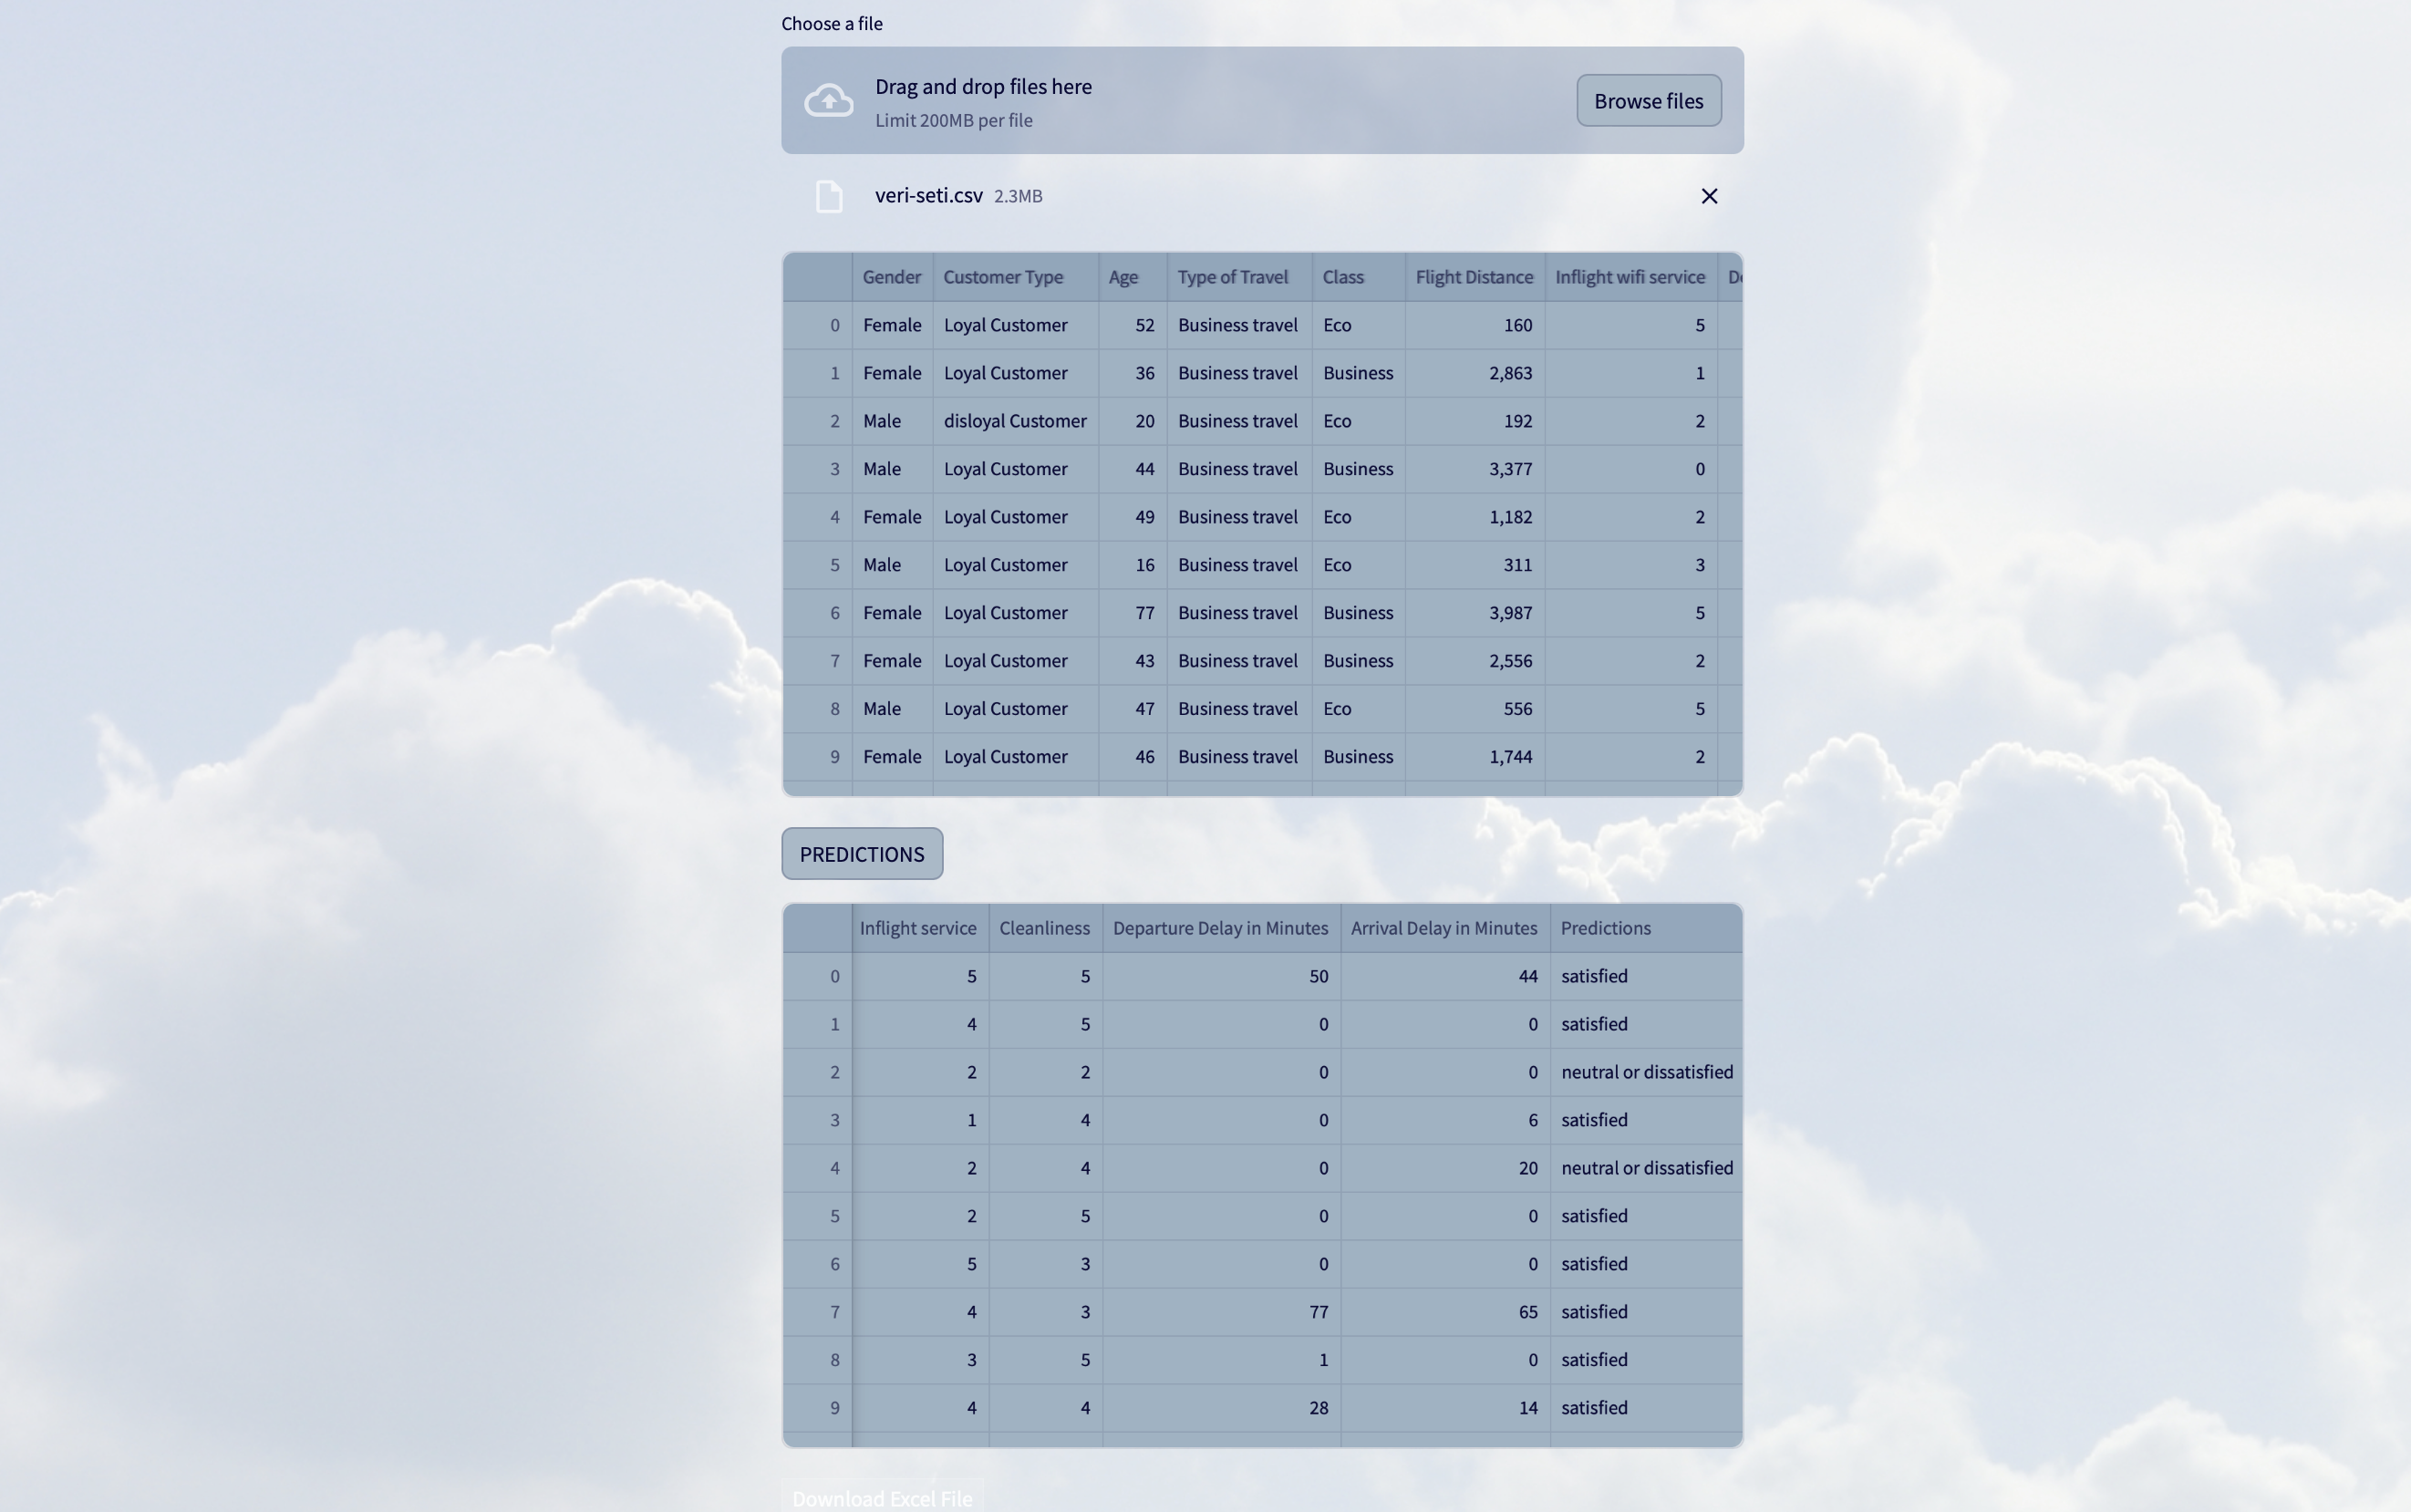 Choose a file
Drag and drop files here
Limit 200MB per file
Browse files
veri-seti.csv 2.3MB
Gender Customer Type Age Type of Travel Class Flight Distance Inflight wifi service
0 Female Loyal Customer 52 Business travel Eco 160 5
1 Female Loyal Customer 36 Business travel Business 2,863 1
2 Male disloyal Customer 20 Business travel Eco 192 2
3 Male Loyal Customer 44 Business travel Business 3,377 0
4 Female Loyal Customer 49 Business travel Eco 1,182 2
5 Male Loyal Customer 16 Business travel Eco 311 3
6 Female Loyal Customer 77 Business travel Business 3,987 5
7 Female Loyal Customer 43 Business travel Business 2,556 2
8 Male Loyal Customer 47 Business travel Eco 556 5
9 Female Loyal Customer 46 Business travel Business 1,744 2
PREDICTIONS
Inflight service Cleanliness Departure Delay in Minutes Arrival Delay in Minutes Predictions
0 5 5 50 44 satisfied
1 4 5 0 0 satisfied
2 2 2 0 0 neutral or dissatisfied
3 1 4 0 6 satisfied
4 2 4 0 20 neutral or dissatisfied
5 2 5 0 0 satisfied
6 5 3 0 0 satisfied
7 4 3 77 65 satisfied
8 3 5 1 0 satisfied
9 4 4 28 14 satisfied
Download Excel File